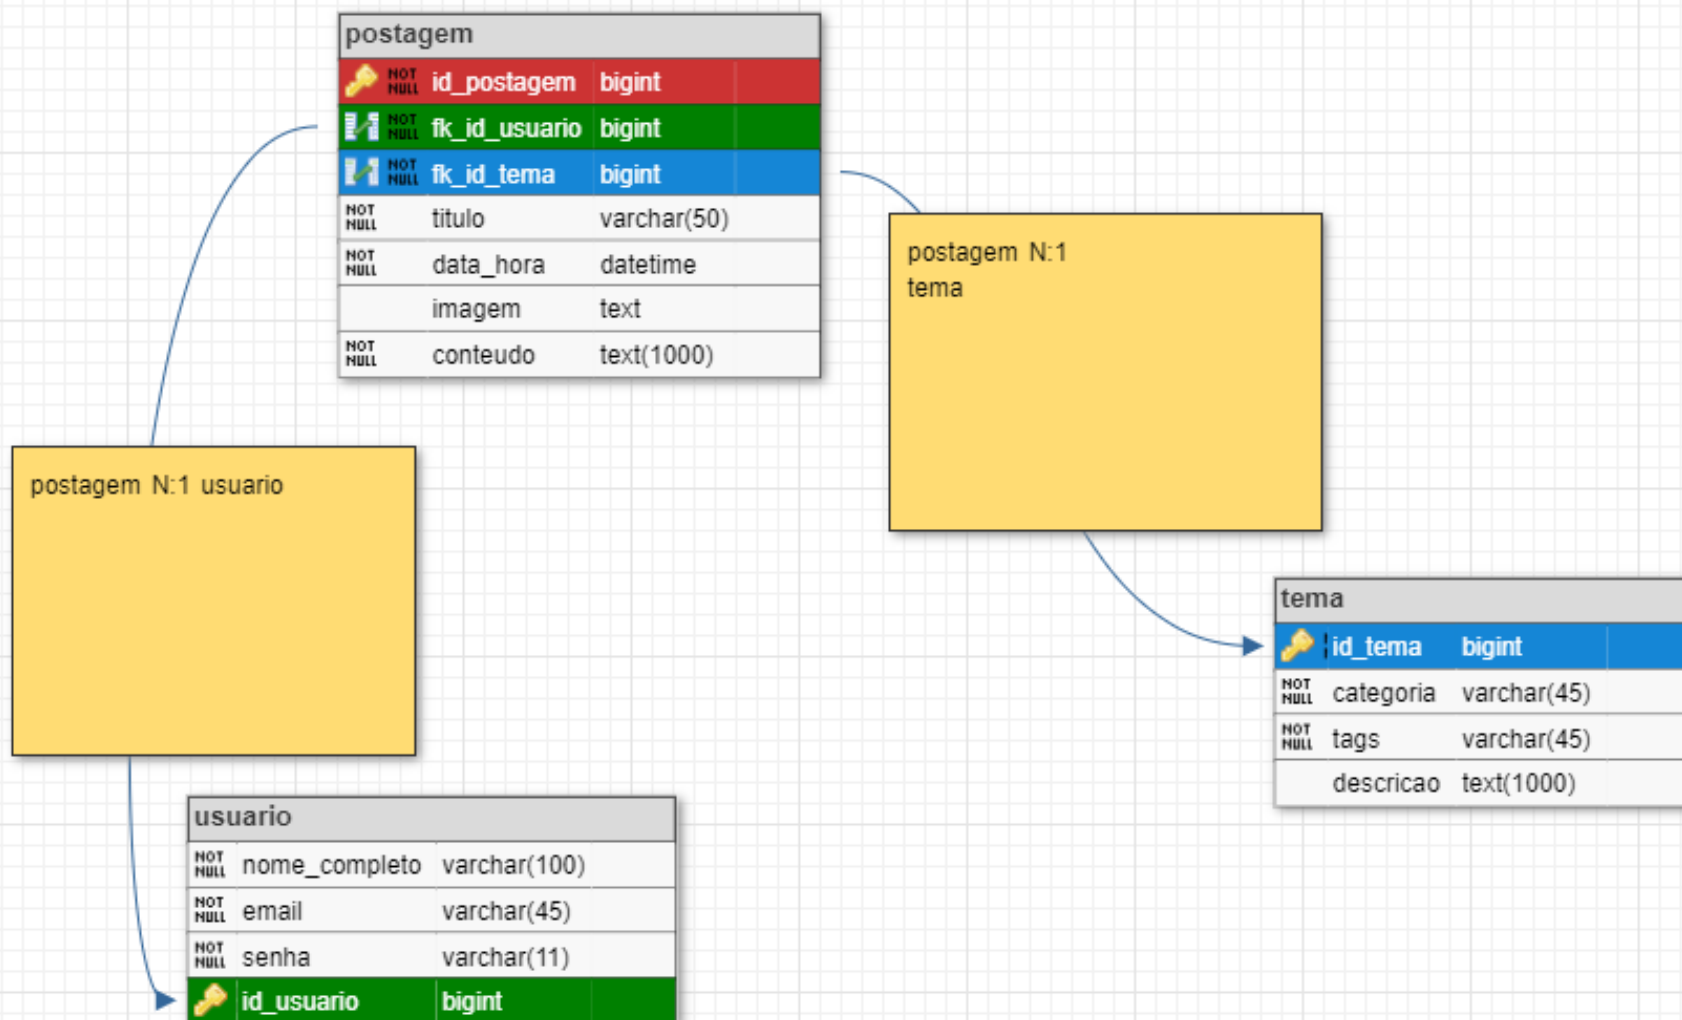 postagem
NOT NULL id_postagem bigint
NOT NULL fk_id_usuario bigint
NOT NULL fk_id_tema bigint
NOT NULL titulo varchar(50)
NOT NULL data_hora datetime
imagem text
NOT NULL conteudo text(1000)
postagem N:1
tema
postagem N:1 usuario
tema
id_tema bigint
NOT NULL categoria varchar(45)
NOT NULL tags varchar(45)
descricao text(1000)
usuario
NOT NULL nome_completo varchar(100)
NOT NULL email varchar(45)
NOT NULL senha varchar(11)
id_usuario bigint